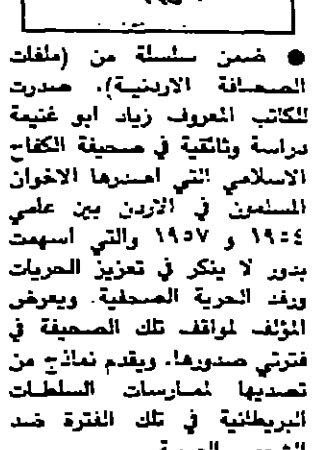 ● ضمن سلسلة من (ملفات
الصحافة الاردنية)، صدرت
للكاتب المعروف زياد ابو غنيمة
دراسة وثائقية في صحيفة الكفاح
الاسلامي التي اصدرها الاخوان
المسلمون في الاردن بين عامي
١٩٥٤ و ١٩٥٧ والتي اسهمت
بدور لا ينكر في تعزيز الحريات
ورفد الحرية الصحفية. ويعرض
المؤلف لمواقف تلك الصحيفة في
فترتي صدورها، ويقدم نماذج من
تصديها لممارسات السلطات
البريطانية في تلك الفترة ضد